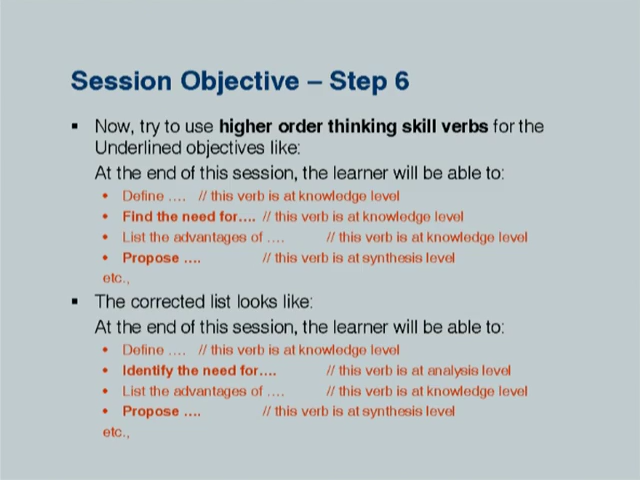 Session Objective – Step 6
▪ Now, try to use higher order thinking skill verbs for the
Underlined objectives like:
At the end of this session, the learner will be able to:
• Define .... // this verb is at knowledge level
• Find the need for.... // this verb is at knowledge level
• List the advantages of .... // this verb is at knowledge level
• Propose .... // this verb is at synthesis level
etc.,
▪ The corrected list looks like:
At the end of this session, the learner will be able to:
• Define .... // this verb is at knowledge level
• Identify the need for.... // this verb is at analysis level
• List the advantages of .... // this verb is at knowledge level
• Propose .... // this verb is at synthesis level
etc.,